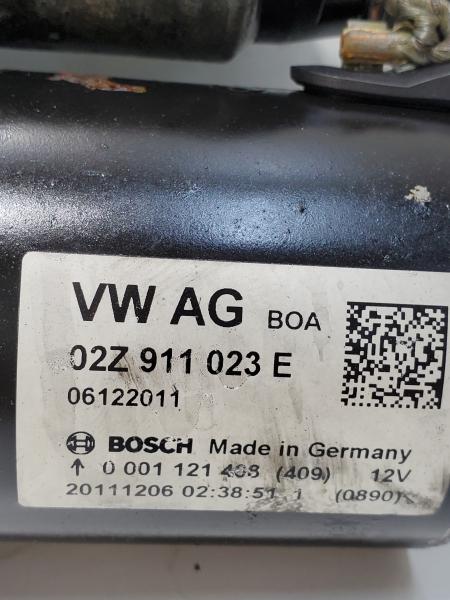 VW AG BOA
02Z 911 023 E
06122011
BOSCH Made in Germany
↑ 0 001 121 408 (409) 12V
20111206 02:38:51 1 (0890)